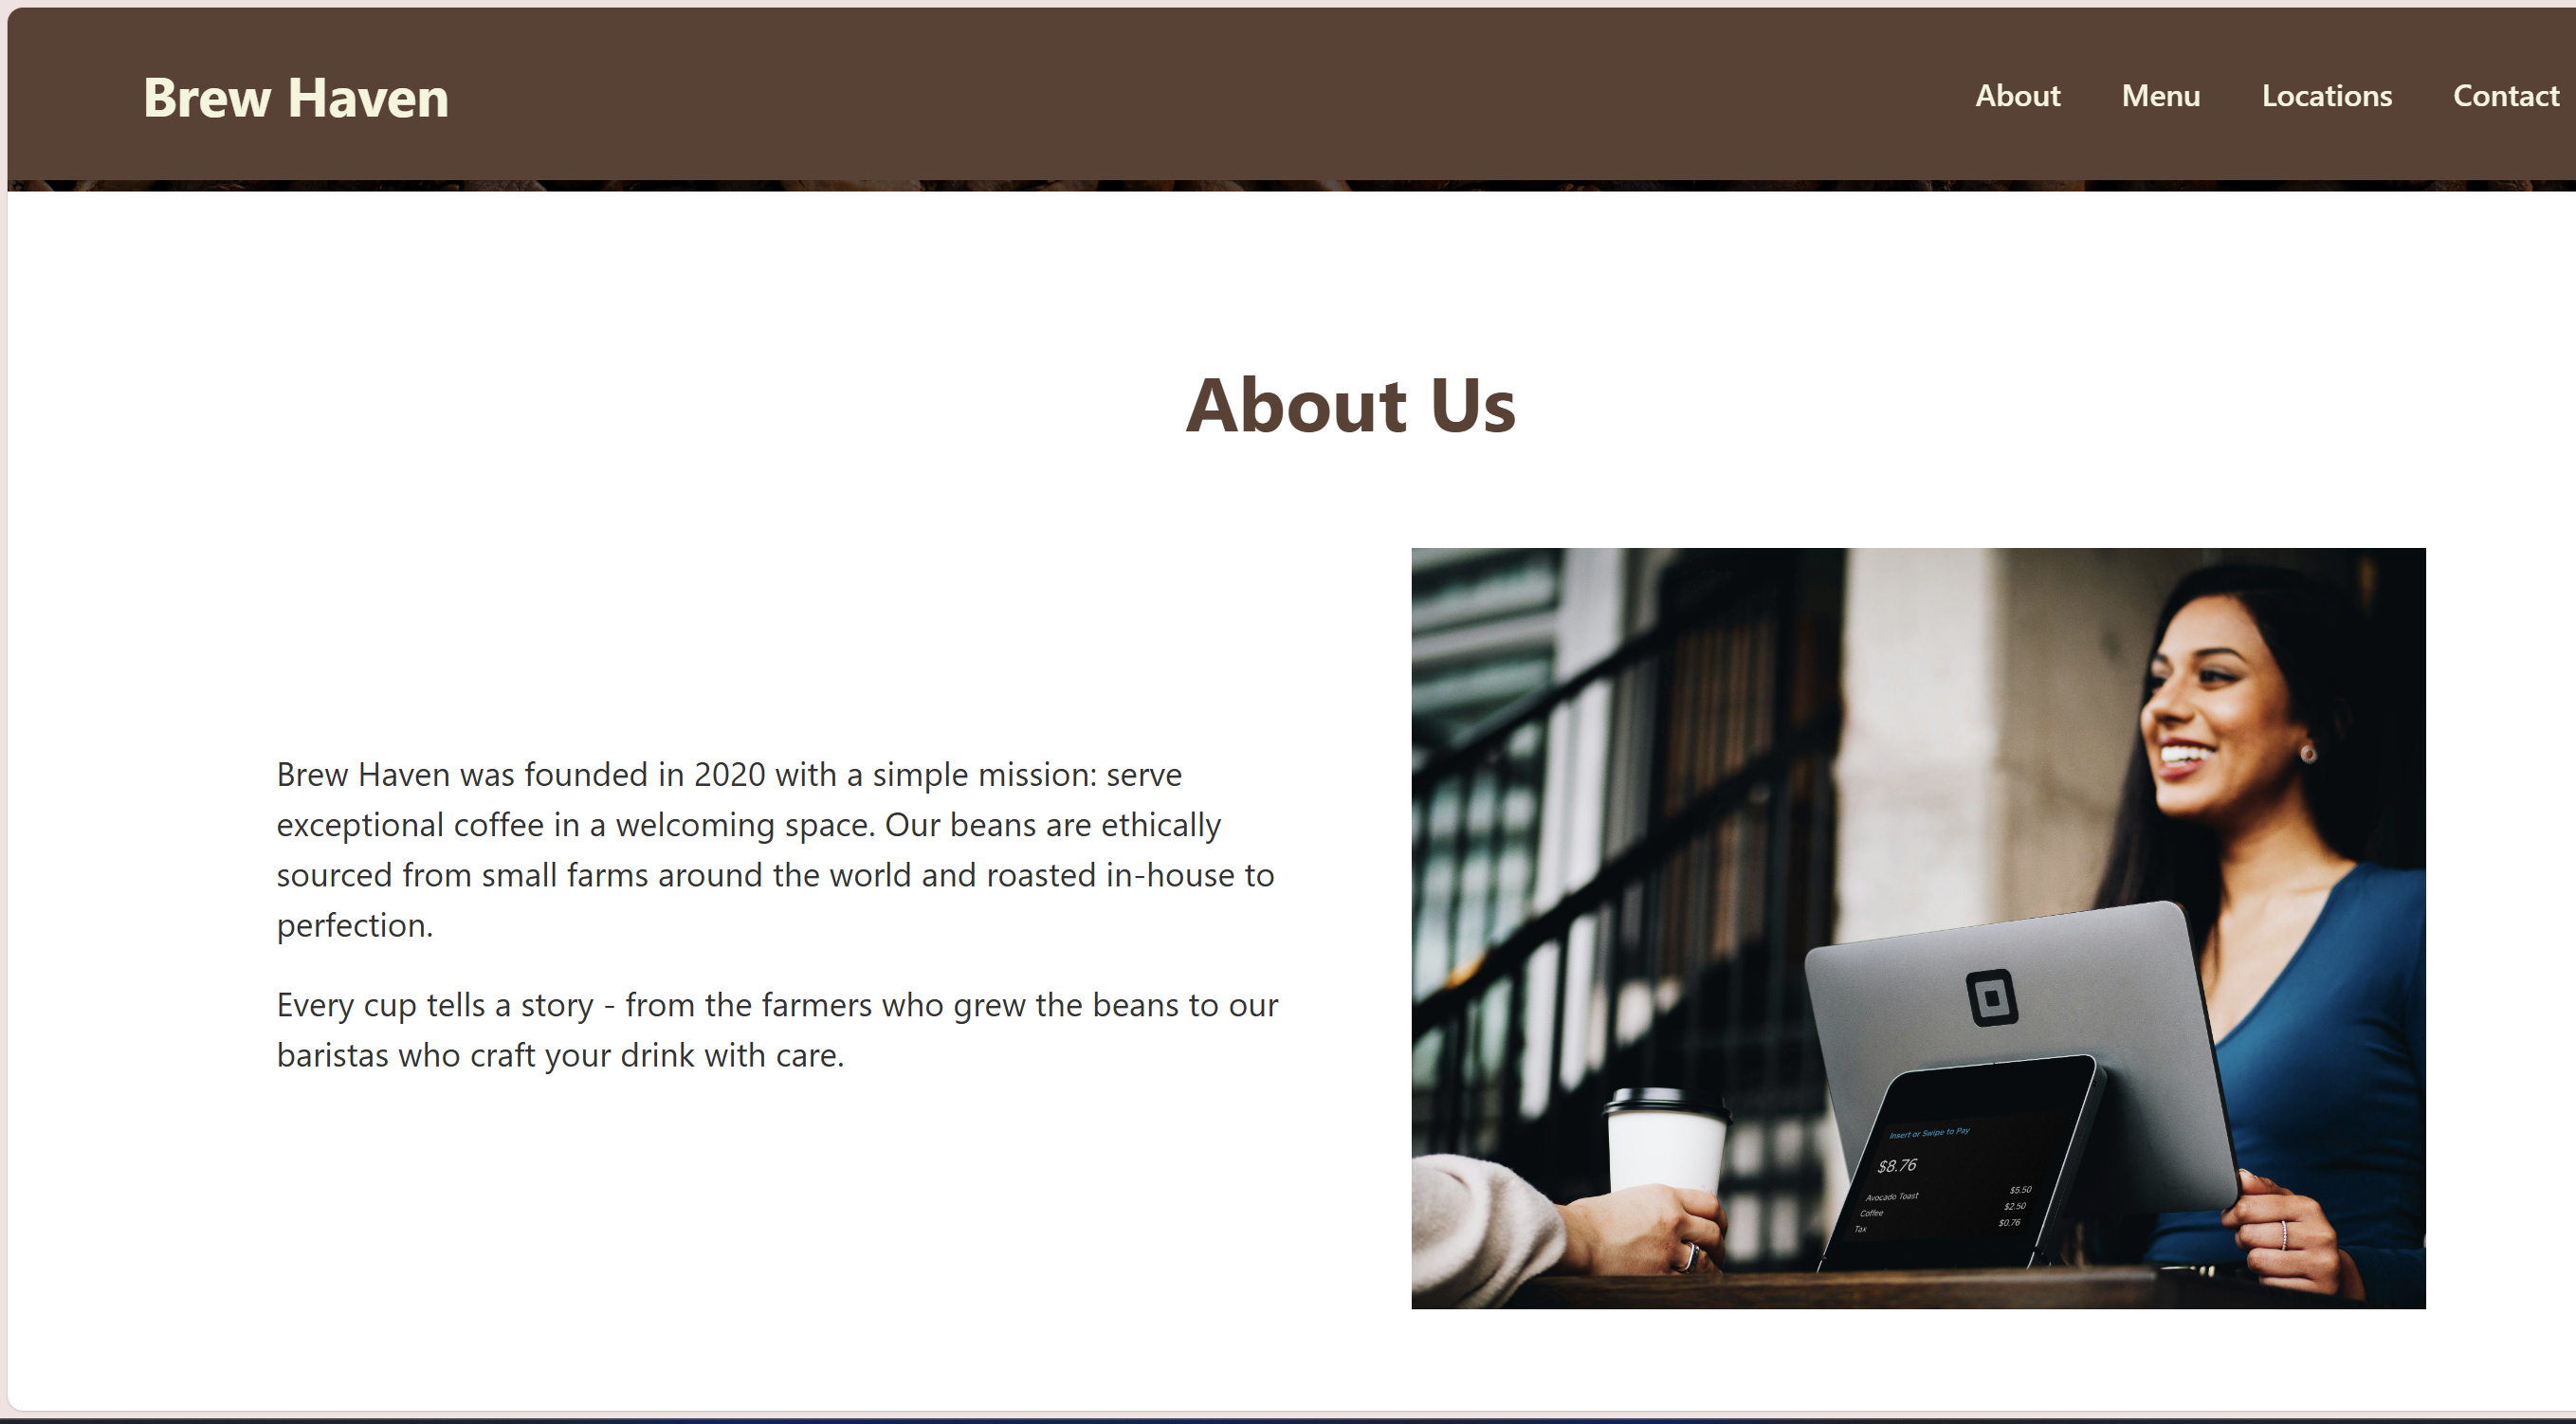 Brew Haven
About Menu Locations Contact
About Us
Brew Haven was founded in 2020 with a simple mission: serve
exceptional coffee in a welcoming space. Our beans are ethically
sourced from small farms around the world and roasted in-house to
perfection.
Every cup tells a story - from the farmers who grew the beans to our
baristas who craft your drink with care.
Insert or Swipe to Pay
$8.76
Avocado Toast $5.50
Coffee $2.50
Tax $0.76